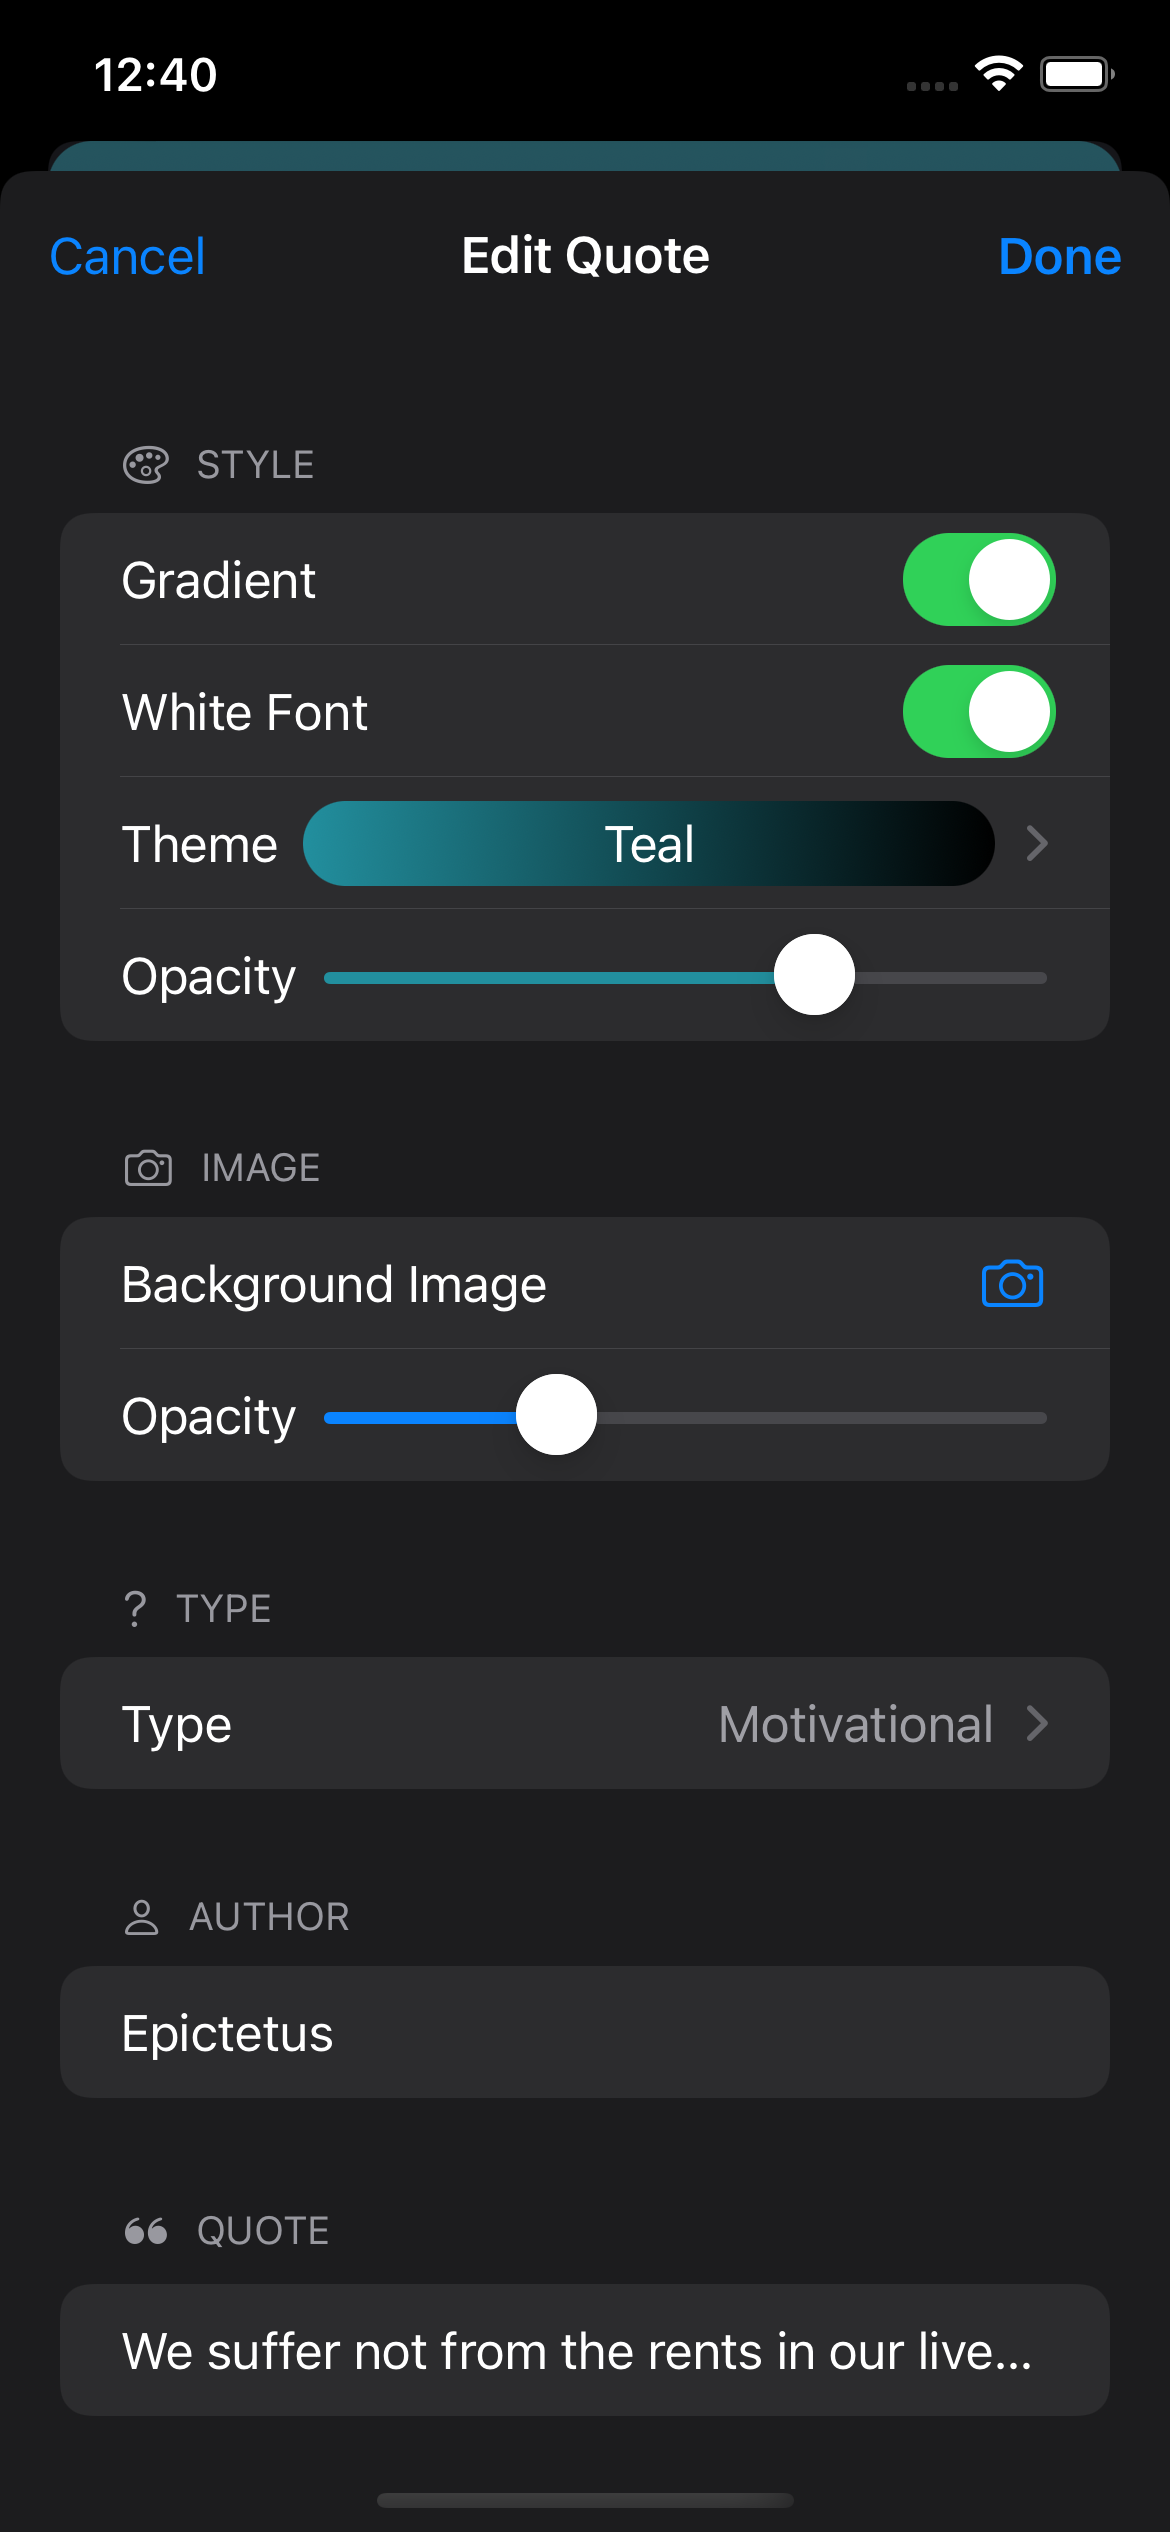 12:40
Cancel Edit Quote Done
STYLE
Gradient
White Font
Theme Teal
Opacity
IMAGE
Background Image
Opacity
? TYPE
Type Motivational
AUTHOR
Epictetus
QUOTE
We suffer not from the rents in our live...